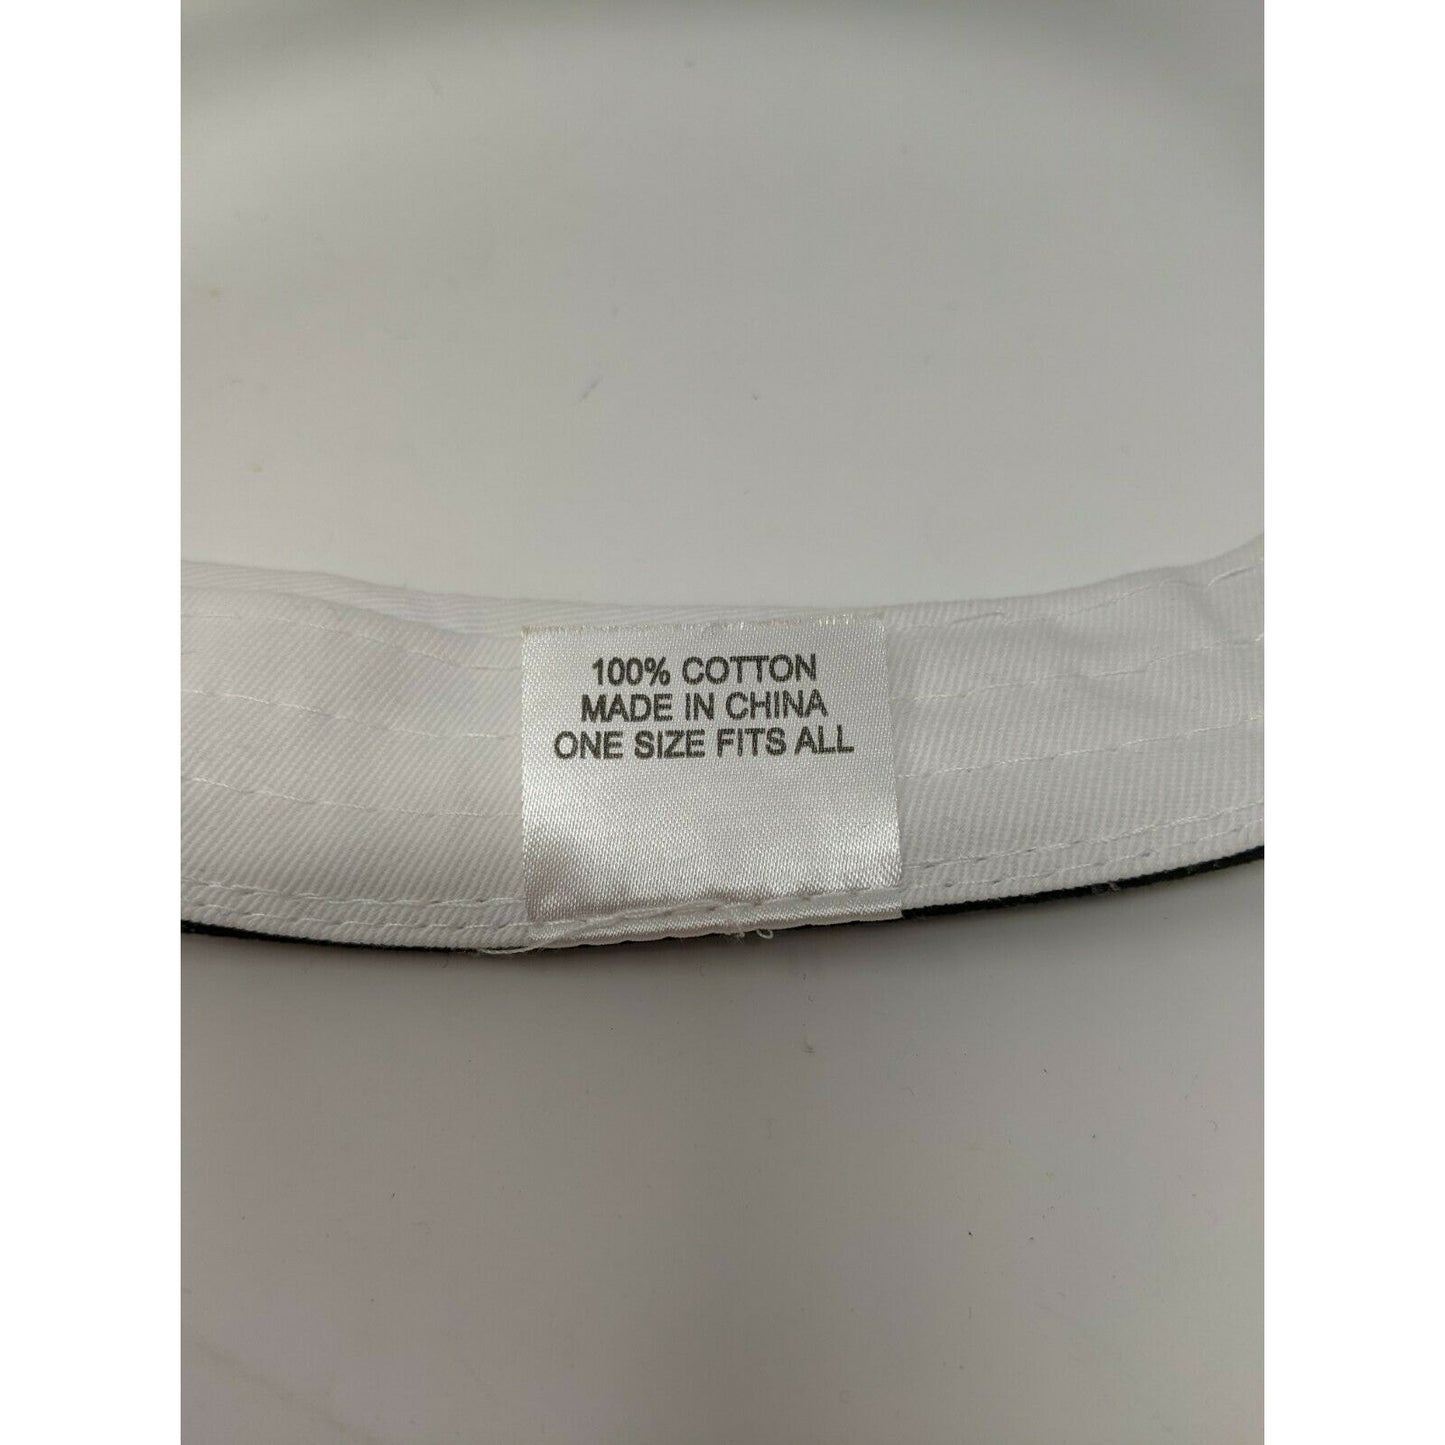 100% COTTON
MADE IN CHINA
ONE SIZE FITS ALL